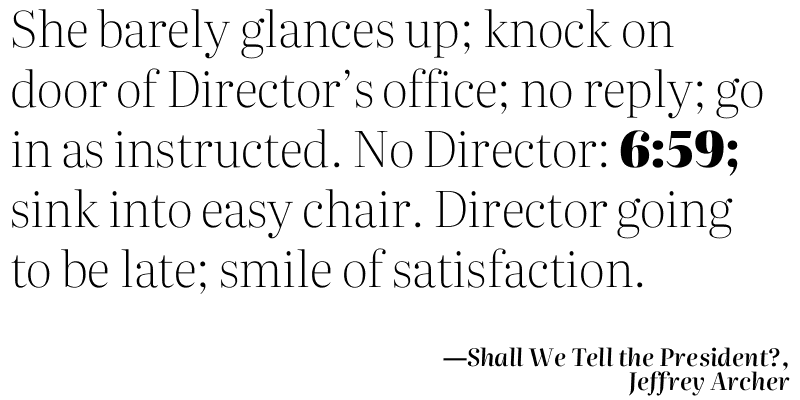 She barely glances up; knock on
door of Director’s office; no reply; go
in as instructed. No Director: 6:59;
sink into easy chair. Director going
to be late; smile of satisfaction.
—Shall We Tell the President?,
Jeffrey Archer